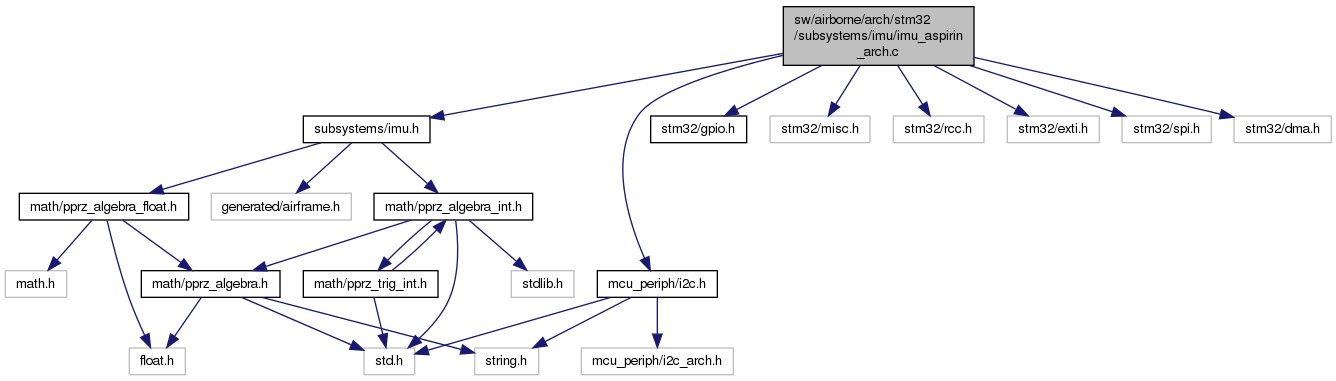 sw/airborne/arch/stm32
/subsystems/imu/imu_aspirin
_arch.c
subsystems/imu.h
stm32/gpio.h
stm32/misc.h
stm32/rcc.h
stm32/exti.h
stm32/spi.h
stm32/dma.h
math/pprz_algebra_float.h
generated/airframe.h
math/pprz_algebra_int.h
math.h
math/pprz_algebra.h
math/pprz_trig_int.h
stdlib.h
mcu_periph/i2c.h
float.h
std.h
string.h
mcu_periph/i2c_arch.h